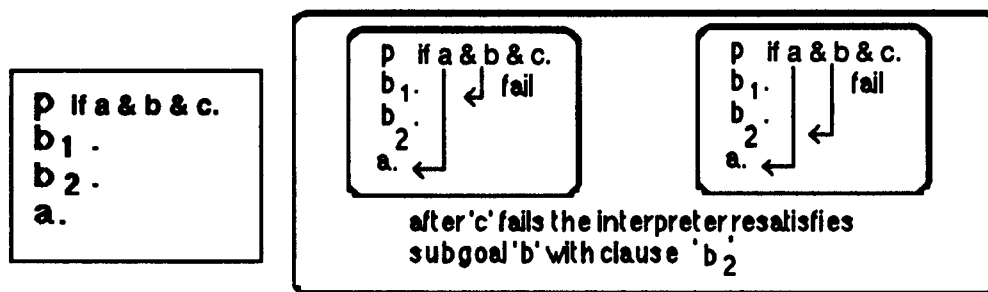 p if a & b & c.
b1 .
b2 .
a.
p if a & b & c.
b1. fail
b2.
a.
p if a & b & c.
b1. fail
b2.
a.
after 'c' fails the interpreter resatisfies
subgoal 'b' with clause 'b2'